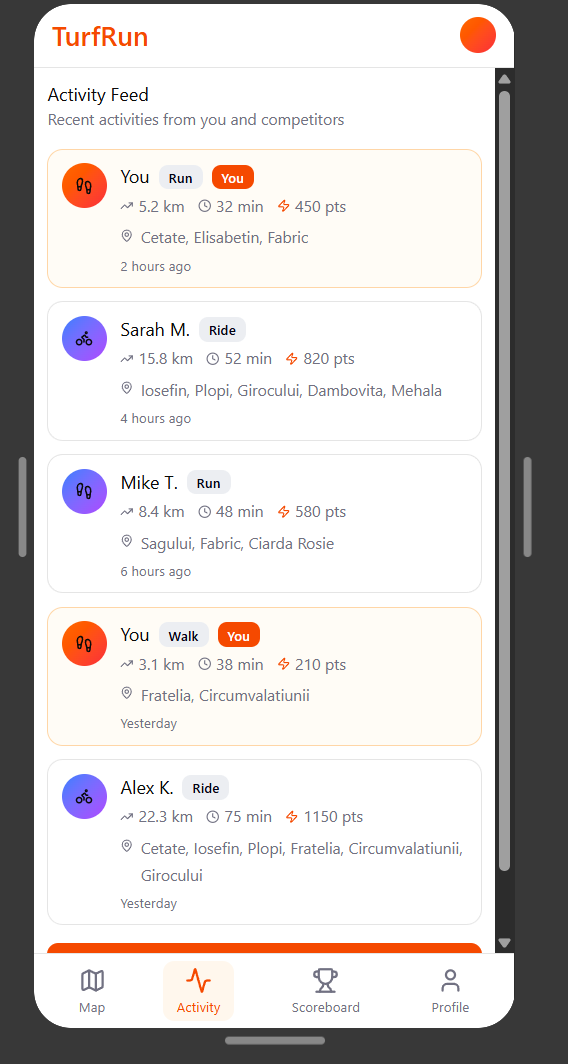 TurfRun
Activity Feed
Recent activities from you and competitors
You Run You
5.2 km 32 min 450 pts
Cetate, Elisabetin, Fabric
2 hours ago
Sarah M. Ride
15.8 km 52 min 820 pts
Iosefin, Plopi, Girocului, Dambovita, Mehala
4 hours ago
Mike T. Run
8.4 km 48 min 580 pts
Sagului, Fabric, Ciarda Rosie
6 hours ago
You Walk You
3.1 km 38 min 210 pts
Fratelia, Circumvalatiunii
Yesterday
Alex K. Ride
22.3 km 75 min 1150 pts
Cetate, Iosefin, Plopi, Fratelia, Circumvalatiunii,
Girocului
Yesterday
Map Activity Scoreboard Profile